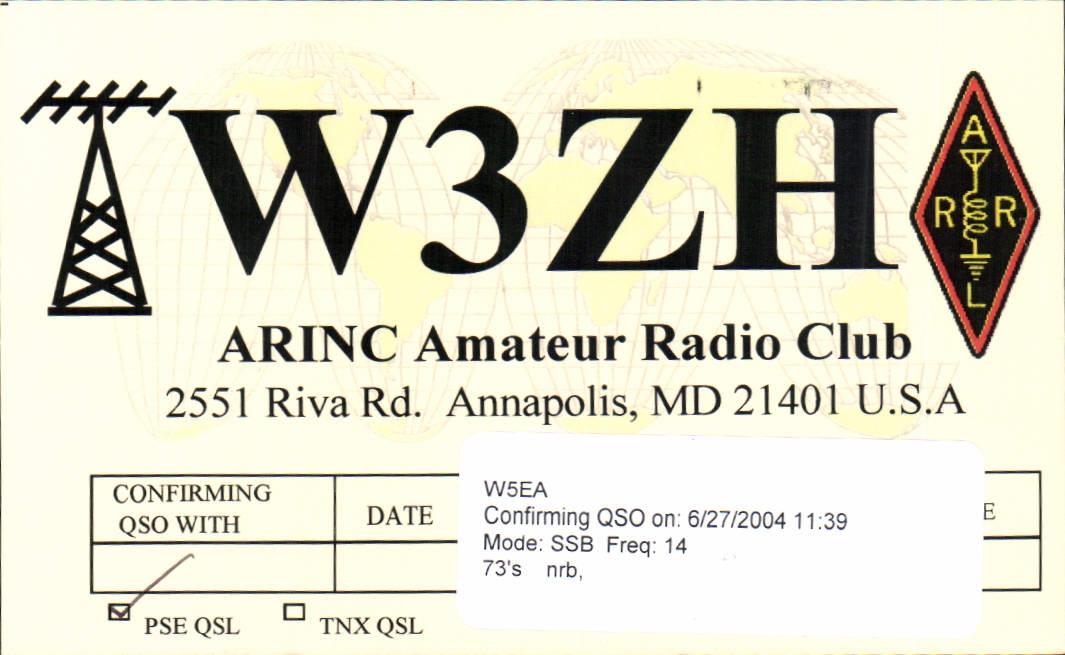 W3ZH
A
R R
L
ARINC Amateur Radio Club
2551 Riva Rd. Annapolis, MD 21401 U.S.A
CONFIRMING
QSO WITH
DATE
W5EA
Confirming QSO on: 6/27/2004 11:39
Mode: SSB Freq: 14
73's nrb,
E
PSE QSL
TNX QSL